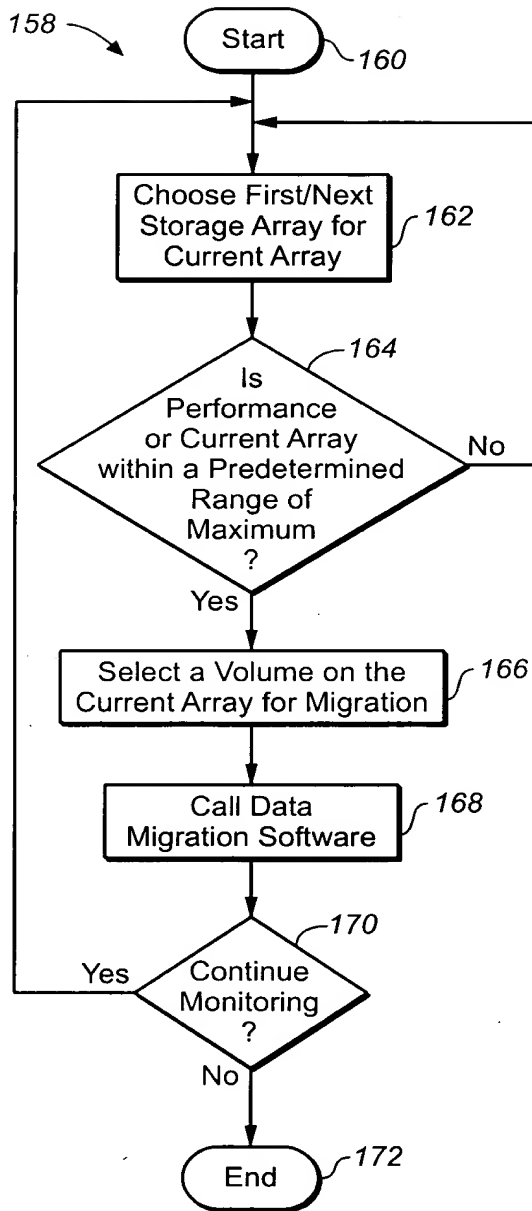 158
Start
160
Choose First/Next
Storage Array for
Current Array
162
164
Is
Performance
or Current Array
within a Predetermined
Range of
Maximum
?
No
Yes
Select a Volume on the
Current Array for Migration
166
Call Data
Migration Software
168
170
Yes
Continue
Monitoring
?
No
End
172